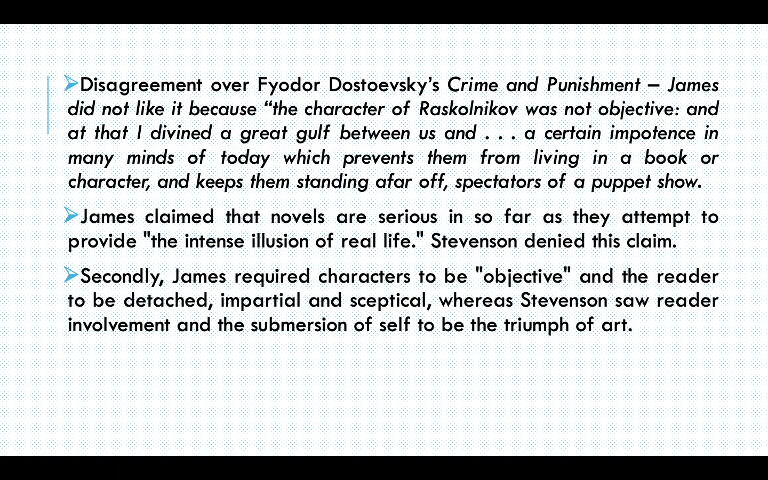 ➢Disagreement over Fyodor Dostoevsky's Crime and Punishment – James
did not like it because “the character of Raskolnikov was not objective: and
at that I divined a great gulf between us and . . . a certain impotence in
many minds of today which prevents them from living in a book or
character, and keeps them standing afar off, spectators of a puppet show.
➢James claimed that novels are serious in so far as they attempt to
provide "the intense illusion of real life." Stevenson denied this claim.
➢Secondly, James required characters to be "objective" and the reader
to be detached, impartial and sceptical, whereas Stevenson saw reader
involvement and the submersion of self to be the triumph of art.